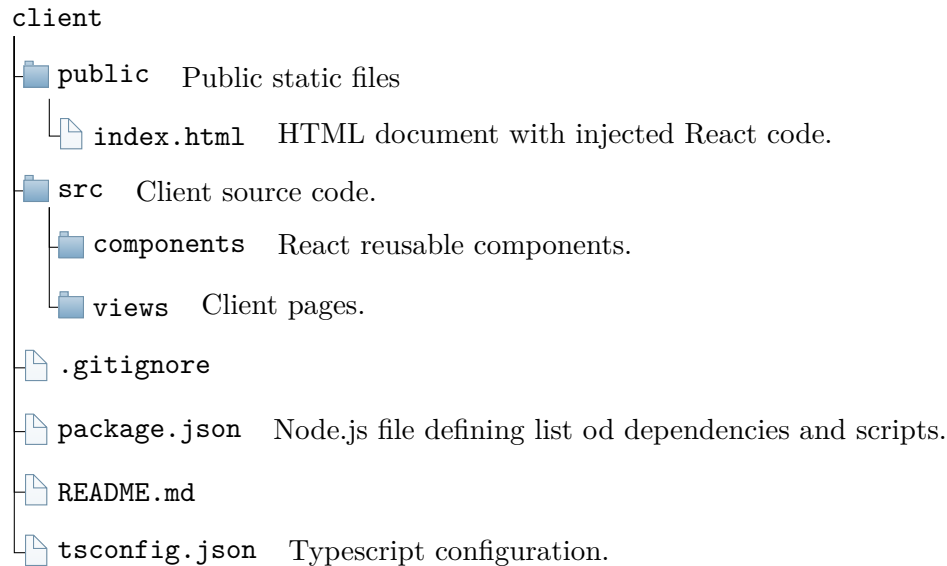 client
public Public static files
index.html HTML document with injected React code.
src Client source code.
components React reusable components.
views Client pages.
.gitignore
package.json Node.js file defining list od dependencies and scripts.
README.md
tsconfig.json Typescript configuration.